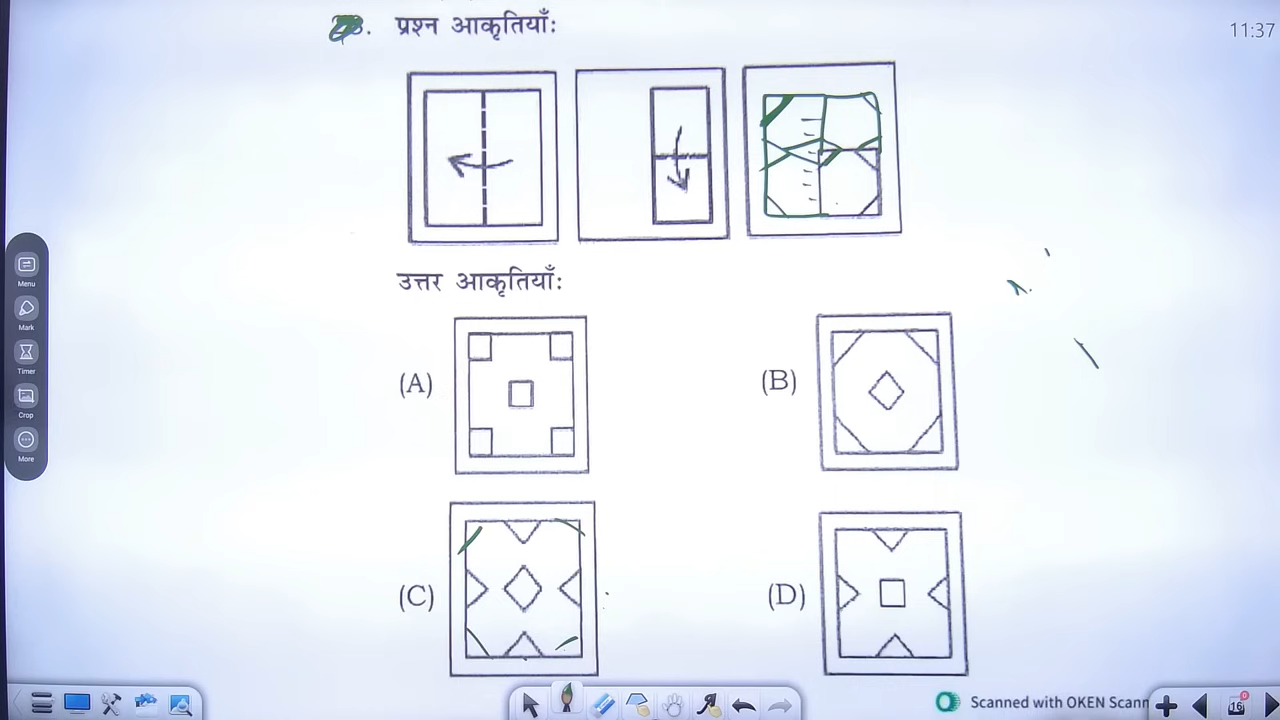 प्रश्न आकृतियाँ:
11:37
उत्तर आकृतियाँ:
(A)
(B)
(C)
(D)
Menu
Mark
Timer
Crop
More
Scanned with OKEN Scann
16